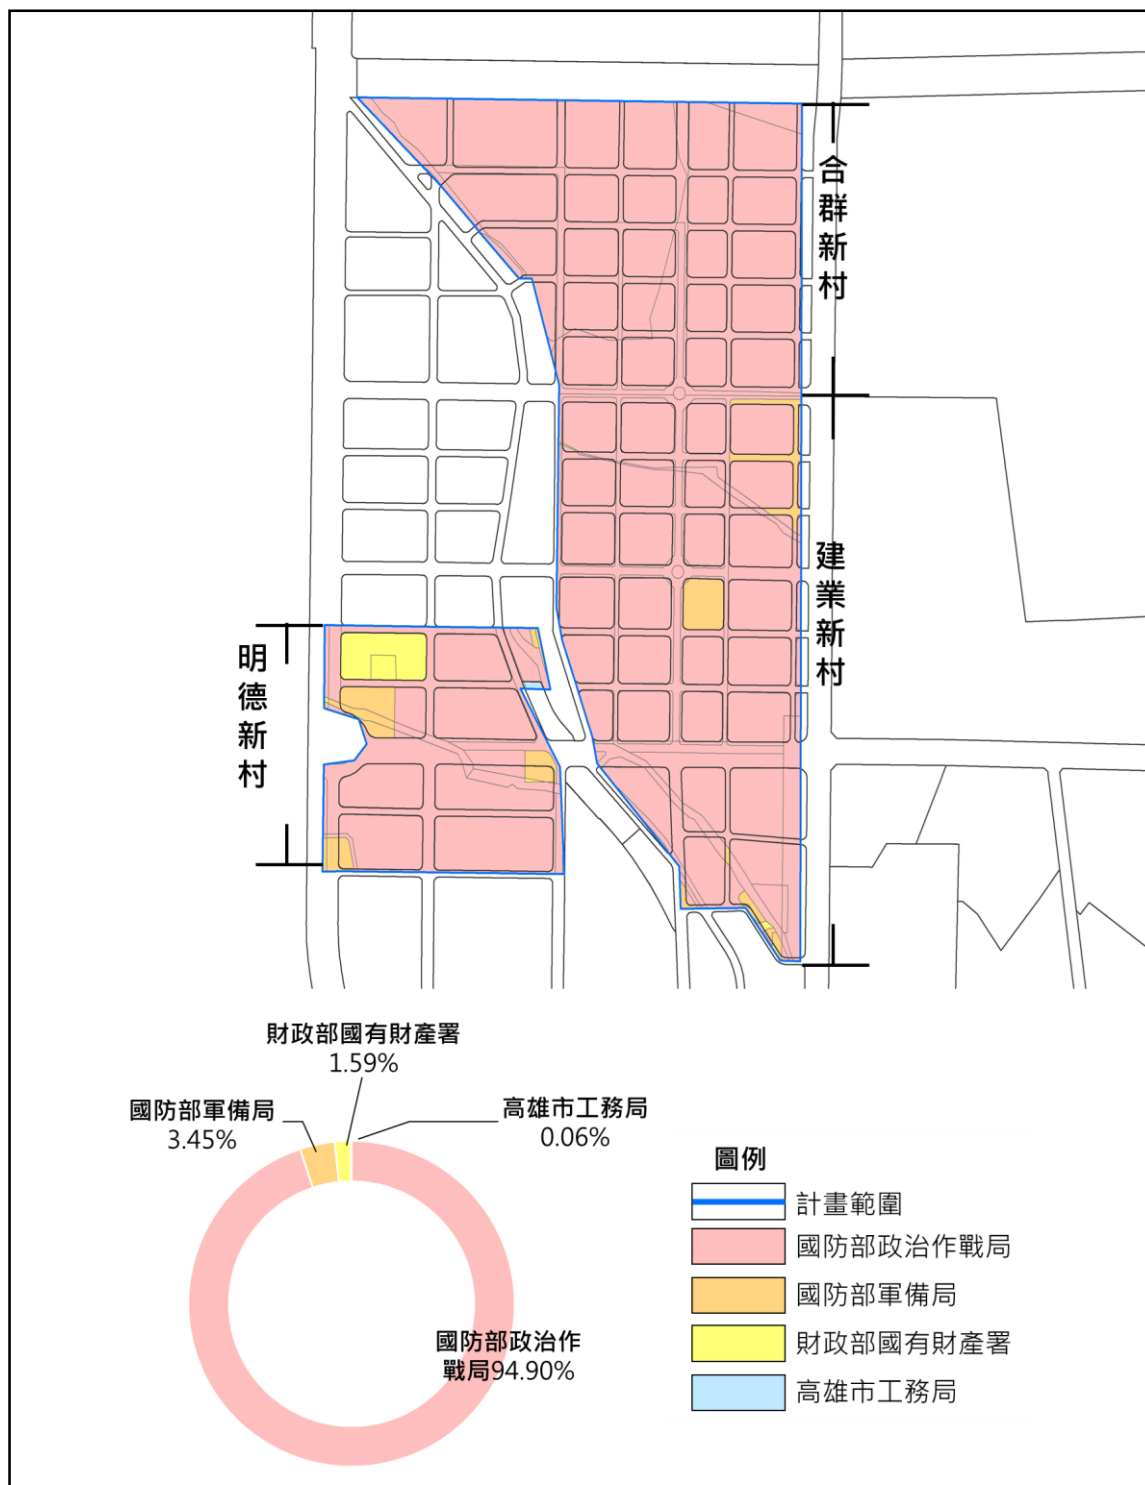 合群新村
建業新村
明德新村
財政部國有財產署
1.59%
國防部軍備局
3.45%
高雄市工務局
0.06%
國防部政治作
戰局94.90%
圖例
計畫範圍
國防部政治作戰局
國防部軍備局
財政部國有財產署
高雄市工務局